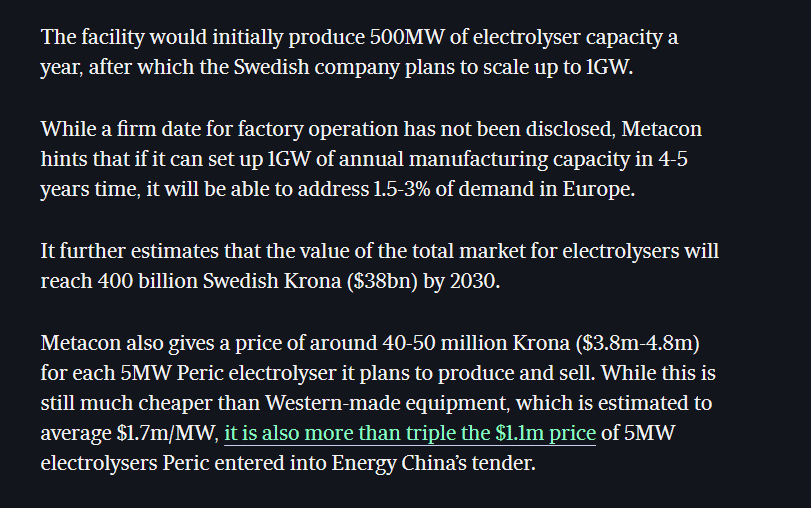 The facility would initially produce 500MW of electrolyser capacity a
year, after which the Swedish company plans to scale up to 1GW.
While a firm date for factory operation has not been disclosed, Metacon
hints that if it can set up 1GW of annual manufacturing capacity in 4-5
years time, it will be able to address 1.5-3% of demand in Europe.
It further estimates that the value of the total market for electrolysers will
reach 400 billion Swedish Krona ($38bn) by 2030.
Metacon also gives a price of around 40-50 million Krona ($3.8m-4.8m)
for each 5MW Peric electrolyser it plans to produce and sell. While this is
still much cheaper than Western-made equipment, which is estimated to
average $1.7m/MW, it is also more than triple the $1.1m price of 5MW
electrolysers Peric entered into Energy China’s tender.